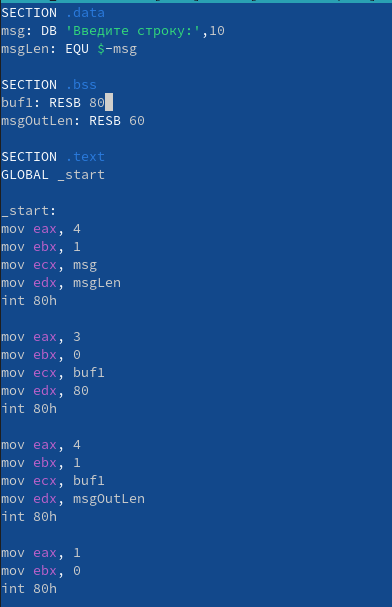 SECTION .data
msg: DB 'Введите строку:',10
msgLen: EQU $-msg
SECTION .bss
buf1: RESB 80
msgOutLen: RESB 60
SECTION .text
GLOBAL _start
_start:
mov eax, 4
mov ebx, 1
mov ecx, msg
mov edx, msgLen
int 80h
mov eax, 3
mov ebx, 0
mov ecx, buf1
mov edx, 80
int 80h
mov eax, 4
mov ebx, 1
mov ecx, buf1
mov edx, msgOutLen
int 80h
mov eax, 1
mov ebx, 0
int 80h